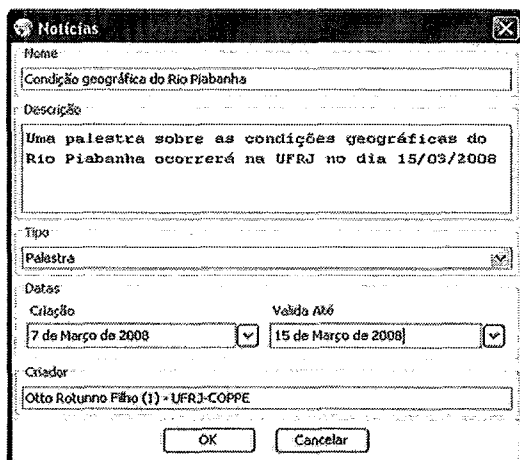 Notícias
Nome
Condição geográfica do Rio Piabanha
Descrição
Uma palestra sobre as condições geográficas do
Rio Piabanha ocorrerá na UFRJ no dia 15/03/2008
Tipo
Palestra
Datas
Criação Valida Até
7 de Março de 2008 15 de Março de 2008
Criador
Otto Rotunno Filho (1) - UFRJ-COPPE
OK Cancelar